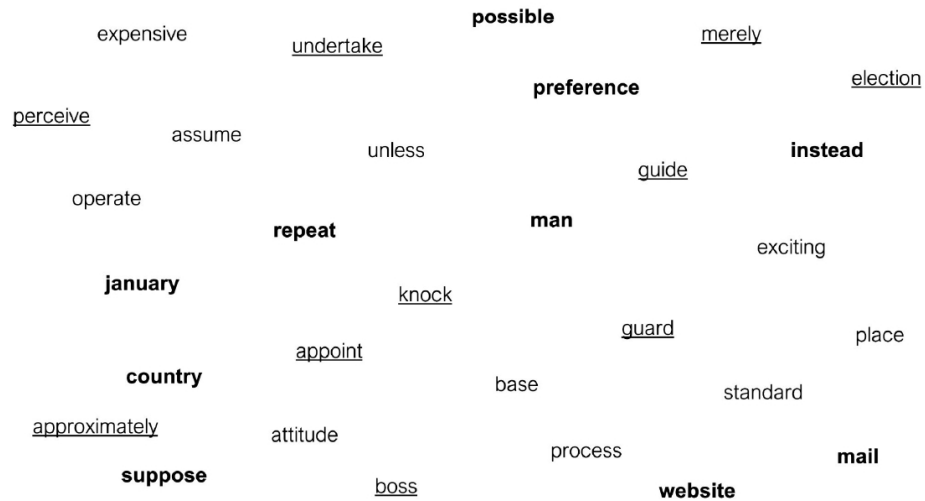 possible
expensive
undertake
merely
election
preference
perceive
assume
unless
instead
guide
operate
man
repeat
exciting
january
knock
guard
place
appoint
country
base
standard
approximately
attitude
process
mail
suppose
boss
website